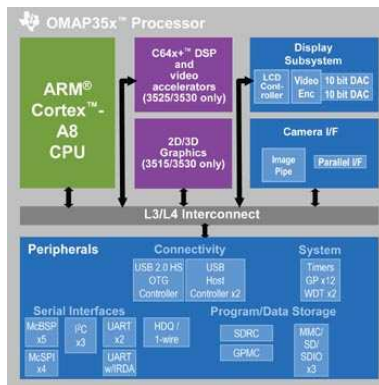 OMAP35x™ Processor
ARM®
Cortex™-
A8
CPU
C64x+™ DSP
and
video
accelerators
(3525/3530 only)
2D/3D
Graphics
(3515/3530 only)
Display
Subsystem
LCD
Cont-
roller
Video
Enc
10 bit DAC
10 bit DAC
Camera I/F
Image
Pipe
Parallel I/F
L3/L4 Interconnect
Peripherals
Connectivity
USB 2.0 HS
OTG
Controller
USB
Host
Controller x2
System
Timers
GP x12
WDT x2
Serial Interfaces
McBSP
x5
McSPI
x4
I²C
x3
UART
x2
UART
w/IRDA
HDQ /
1-wire
Program/Data Storage
SDRC
GPMC
MMC/
SD/
SDIO
x3